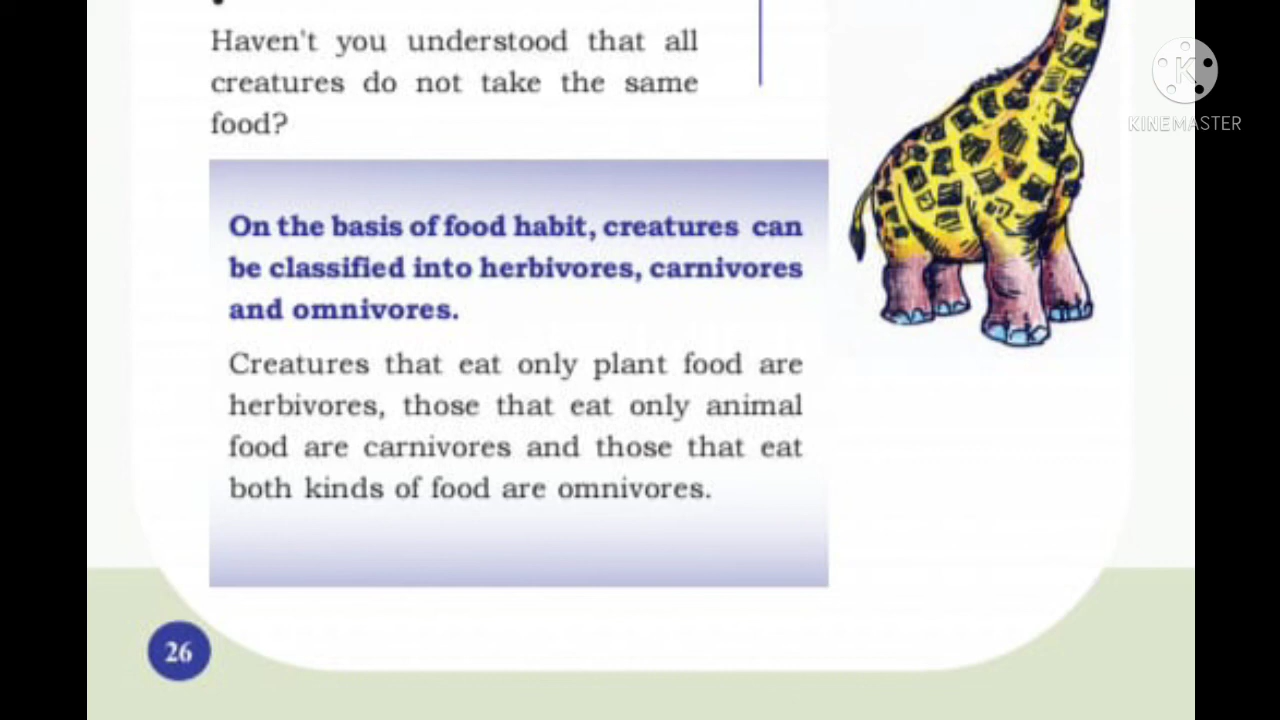 Haven't you understood that all
creatures do not take the same
food?
On the basis of food habit, creatures can
be classified into herbivores, carnivores
and omnivores.
Creatures that eat only plant food are
herbivores, those that eat only animal
food are carnivores and those that eat
both kinds of food are omnivores.
26
K
KINEMASTER